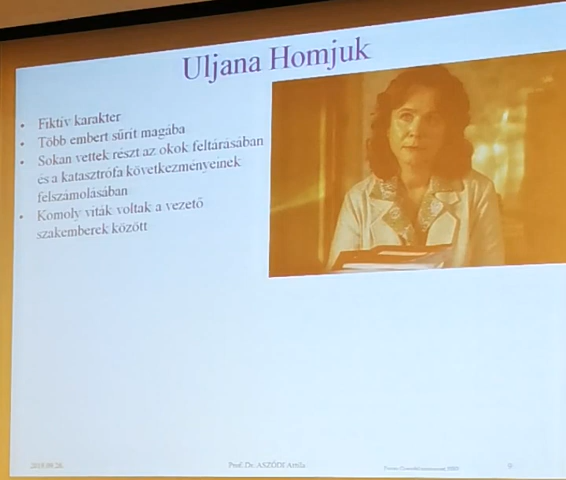 Uljana Homjuk
• Fiktív karakter
• Több embert sűrít magába
• Sokan vettek részt az okok feltárásában
és a katasztrófa következményeinek
felszámolásában
• Komoly viták voltak a vezető
szakemberek között
Prof. Dr. ASZÓDI Attila